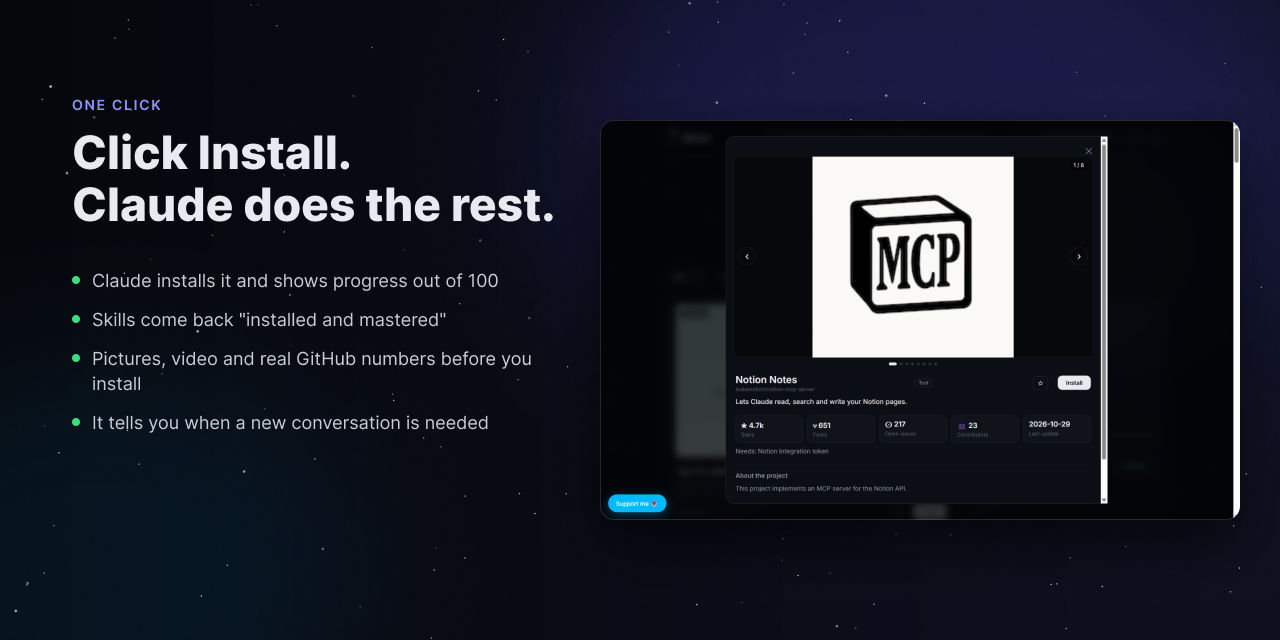 ONE CLICK
Click Install.
Claude does the rest.
Claude installs it and shows progress out of 100
Skills come back "installed and mastered"
Pictures, video and real GitHub numbers before you
install
It tells you when a new conversation is needed
1 / 8
MCP
Notion Notes
makenotion/notion-mcp-server
Tool
☆
Install
Lets Claude read, search and write your Notion pages.
★ 4.7k
Stars
651
Forks
217
Open issues
23
Contributors
2026-10-29
Last update
Needs: Notion integration token
About the project
This project implements an MCP server for the Notion API.
Support me